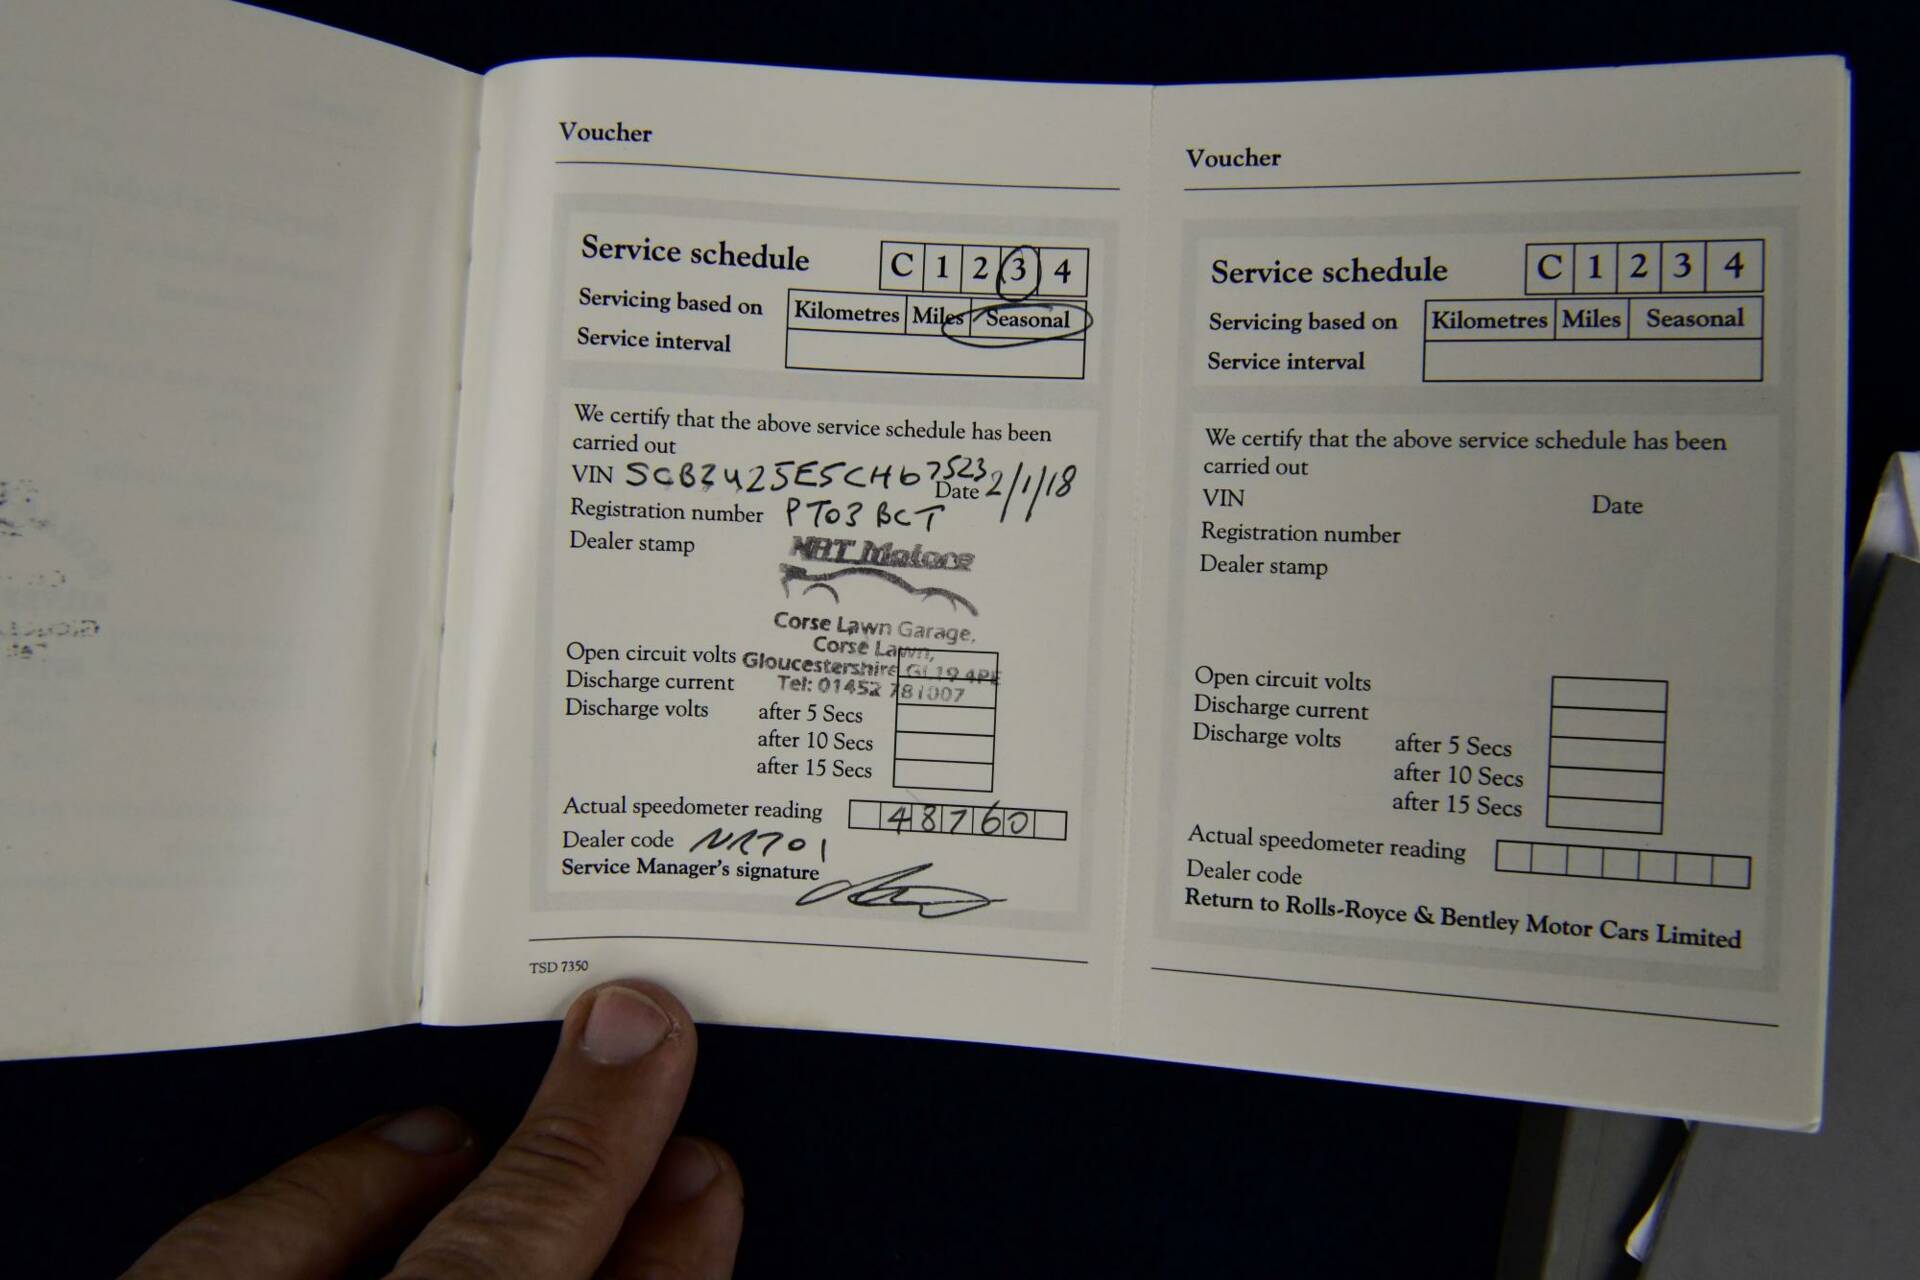 Voucher
Service schedule C 1 2 3 4
Servicing based on Kilometres Miles Seasonal
Service interval
We certify that the above service schedule has been
carried out
VIN SCBZU25E5CH67523 Date 2/1/18
Registration number PT03 BCT
Dealer stamp NRT Motors
Corse Lawn Garage,
Corse Lawn,
Gloucestershire GL19 4PE
Tel: 01452 781007
Open circuit volts
Discharge current
Discharge volts after 5 Secs
after 10 Secs
after 15 Secs
Actual speedometer reading 48760
Dealer code NRT01
Service Manager's signature
TSD 7350
Voucher
Service schedule C 1 2 3 4
Servicing based on Kilometres Miles Seasonal
Service interval
We certify that the above service schedule has been
carried out
VIN Date
Registration number
Dealer stamp
Open circuit volts
Discharge current
Discharge volts after 5 Secs
after 10 Secs
after 15 Secs
Actual speedometer reading
Dealer code
Return to Rolls-Royce & Bentley Motor Cars Limited